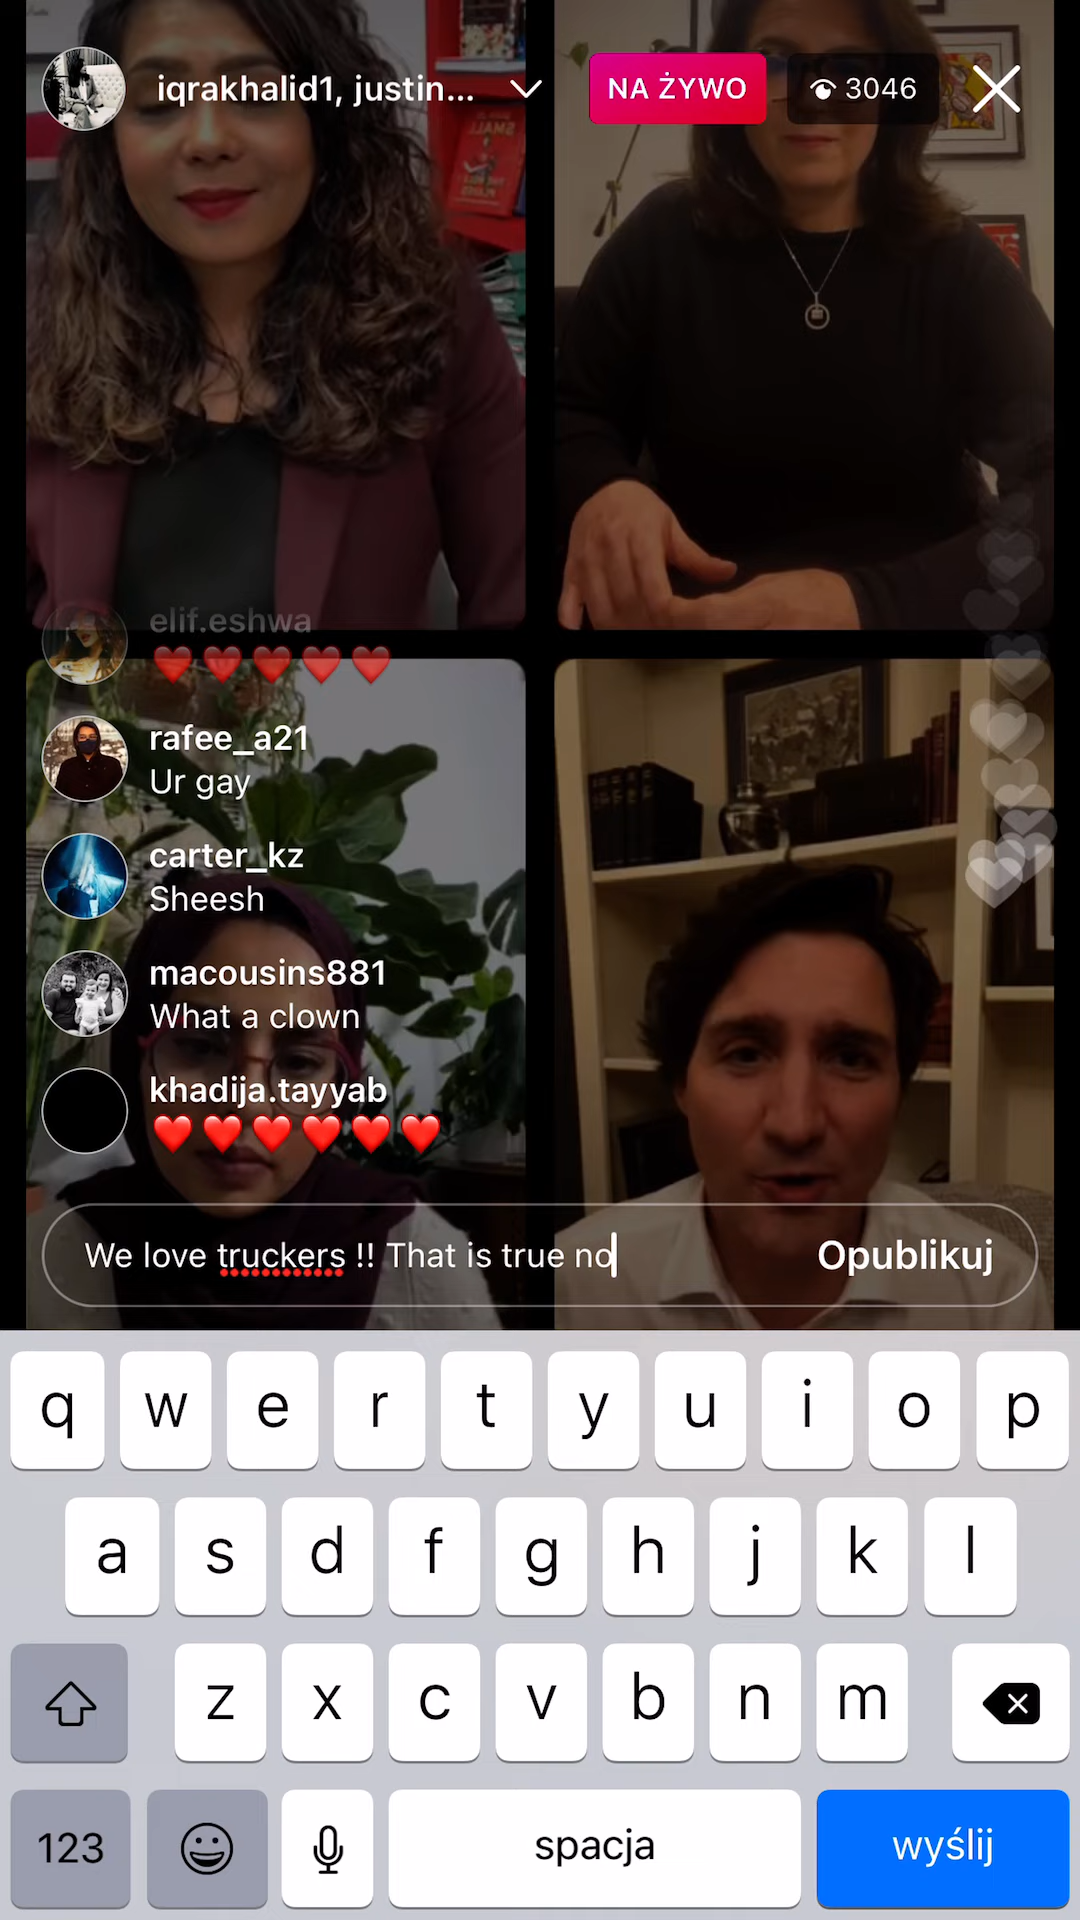 iqrakhalid1, justin...
NA ŻYWO
3046
SMALL
elif.eshwa
❤️❤️❤️❤️❤️
rafee_a21
Ur gay
carter_kz
Sheesh
macousins881
What a clown
khadija.tayyab
❤️❤️❤️❤️❤️❤️
We love truckers !! That is true no
Opublikuj
q w e r t y u i o p
a s d f g h j k l
z x c v b n m
123
spacja
wyślij